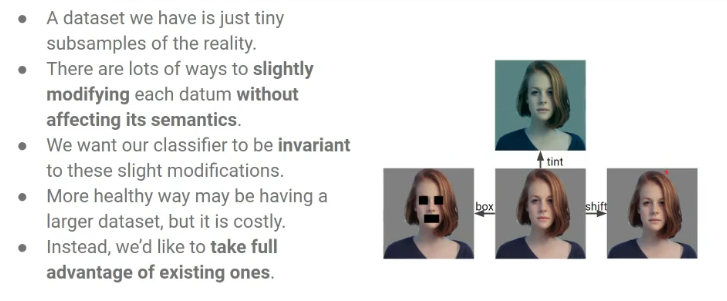 ● A dataset we have is just tiny
subsamples of the reality.
● There are lots of ways to slightly
modifying each datum without
affecting its semantics.
● We want our classifier to be invariant
to these slight modifications.
● More healthy way may be having a
larger dataset, but it is costly.
● Instead, we'd like to take full
advantage of existing ones.
tint
box
shift